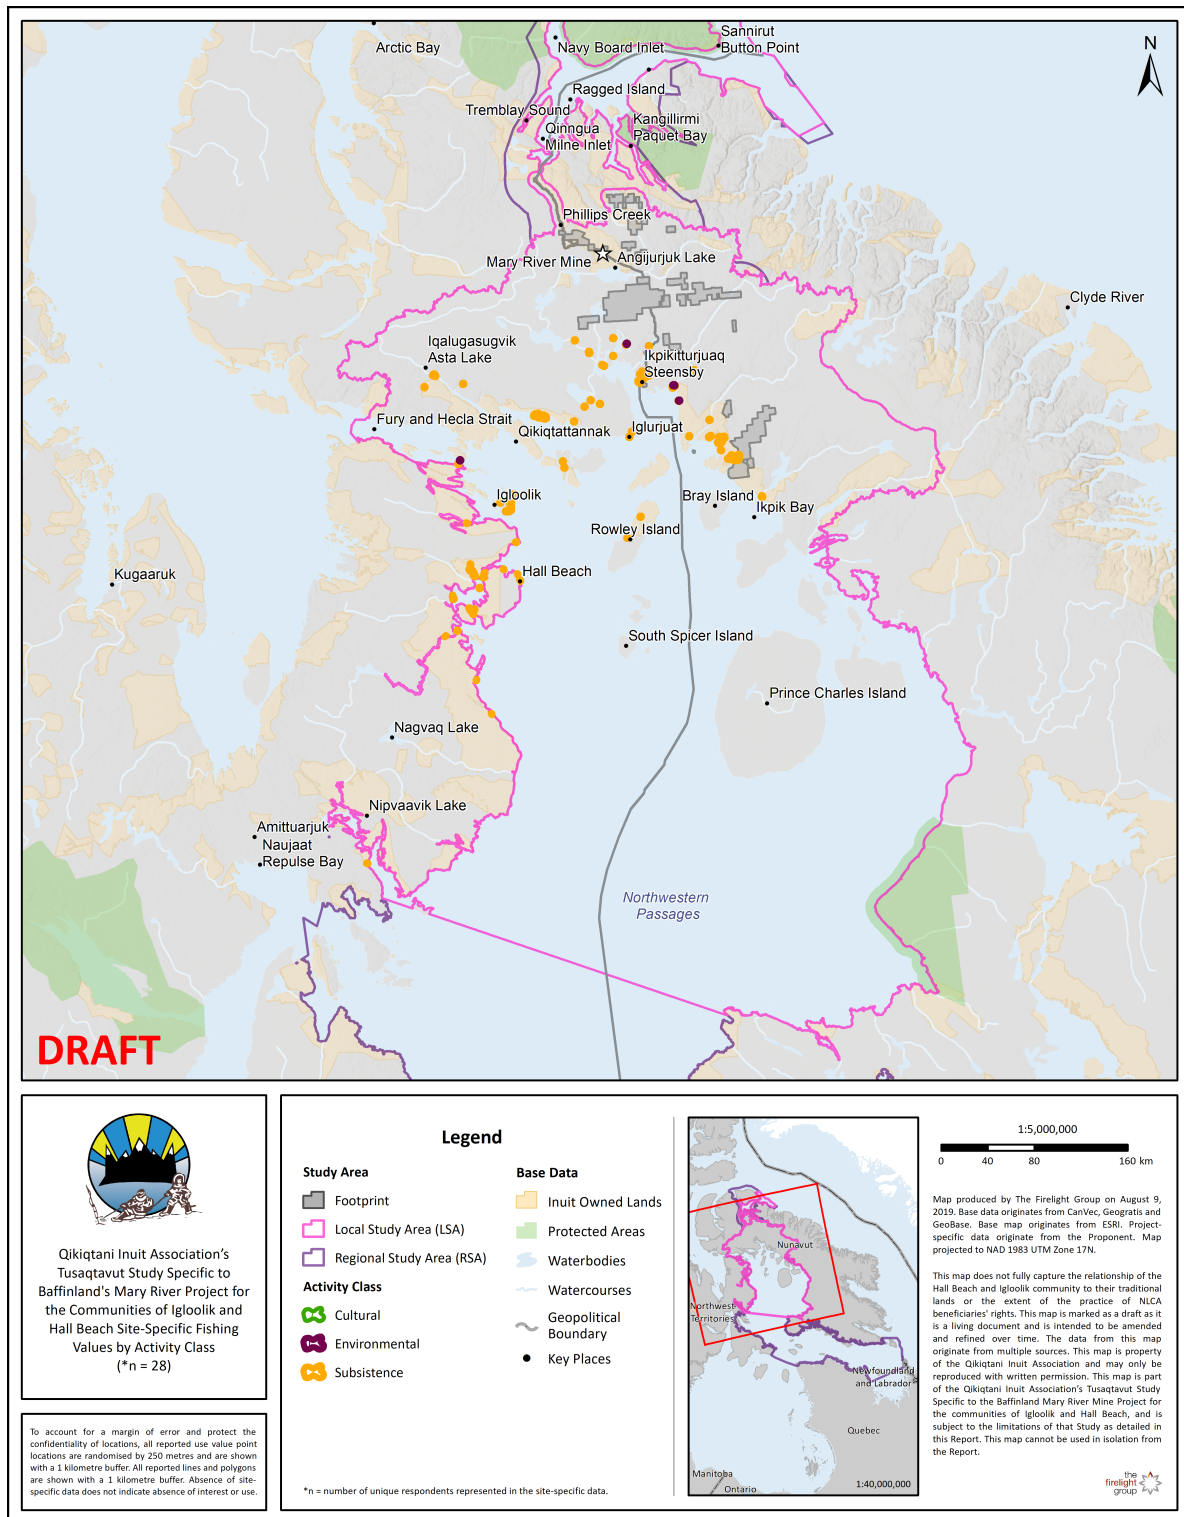 Arctic Bay
Navy Board Inlet
Sannirut
Button Point
N
Ragged Island
Tremblay Sound
Kangillirmi
Paquet Bay
Qinngua
Milne Inlet
Phillips Creek
Mary River Mine
Angijurjuk Lake
Clyde River
Iqalugasugvik
Asta Lake
Ikpikitturjuaq
Steensby
Fury and Hecla Strait
Qikiqtattannak
Iglurjuat
Igloolik
Bray Island
Ikpik Bay
Rowley Island
Kugaaruk
Hall Beach
South Spicer Island
Prince Charles Island
Nagvaq Lake
Nipvaavik Lake
Amittuarjuk
Naujaat
Repulse Bay
Northwestern
Passages
DRAFT
Qikiqtani Inuit Association's
Tusaqtavut Study Specific to
Baffinland's Mary River Project for
the Communities of Igloolik and
Hall Beach Site-Specific Fishing
Values by Activity Class
(*n = 28)
To account for a margin of error and protect the
confidentiality of locations, all reported use value point
locations are randomised by 250 metres and are shown
with a 1 kilometre buffer. All reported lines and polygons
are shown with a 1 kilometre buffer. Absence of site-
specific data does not indicate absence of interest or use.
Legend
Study Area
Footprint
Local Study Area (LSA)
Regional Study Area (RSA)
Activity Class
Cultural
Environmental
Subsistence
Base Data
Inuit Owned Lands
Protected Areas
Waterbodies
Watercourses
Geopolitical
Boundary
Key Places
*n = number of unique respondents represented in the site-specific data.
Nunavut
Northwest
Territories
Newfoundland
and Labrador
Quebec
Manitoba
Ontario
1:40,000,000
1:5,000,000
0 40 80 160 km
Map produced by The Firelight Group on August 9,
2019. Base data originates from CanVec, Geogratis and
GeoBase. Base map originates from ESRI. Project-
specific data originate from the Proponent. Map
projected to NAD 1983 UTM Zone 17N.
This map does not fully capture the relationship of the
Hall Beach and Igloolik community to their traditional
lands or the extent of the practice of NLCA
beneficiaries' rights. This map is marked as a draft as it
is a living document and is intended to be amended
and refined over time. The data from this map
originate from multiple sources. This map is property
of the Qikiqtani Inuit Association and may only be
reproduced with written permission. This map is part
of the Qikiqtani Inuit Association's Tusaqtavut Study
Specific to the Baffinland Mary River Mine Project for
the communities of Igloolik and Hall Beach, and is
subject to the limitations of that Study as detailed in
this Report. This map cannot be used in isolation from
the Report.
the
firelight
group